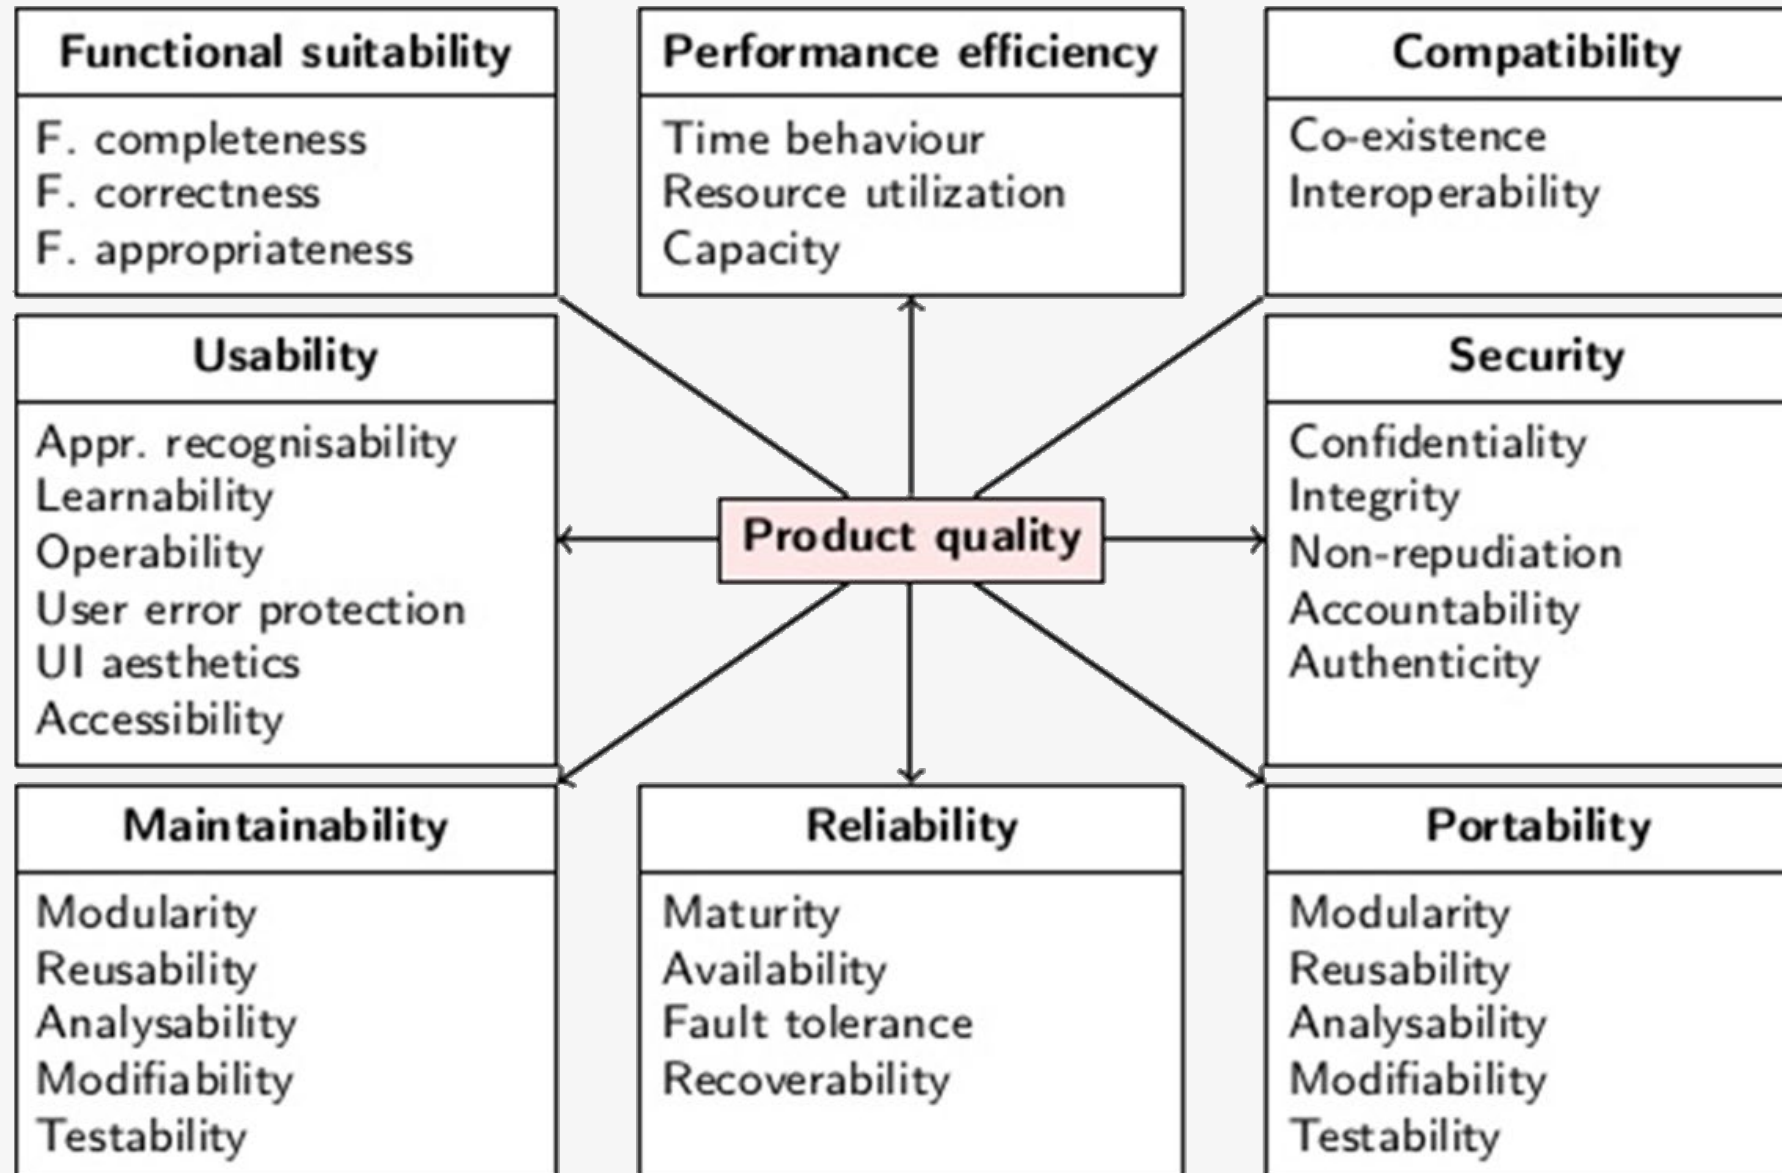 Functional suitability
F. completeness
F. correctness
F. appropriateness
Performance efficiency
Time behaviour
Resource utilization
Capacity
Compatibility
Co-existence
Interoperability
Usability
Appr. recognisability
Learnability
Operability
User error protection
UI aesthetics
Accessibility
Product quality
Security
Confidentiality
Integrity
Non-repudiation
Accountability
Authenticity
Maintainability
Modularity
Reusability
Analysability
Modifiability
Testability
Reliability
Maturity
Availability
Fault tolerance
Recoverability
Portability
Modularity
Reusability
Analysability
Modifiability
Testability